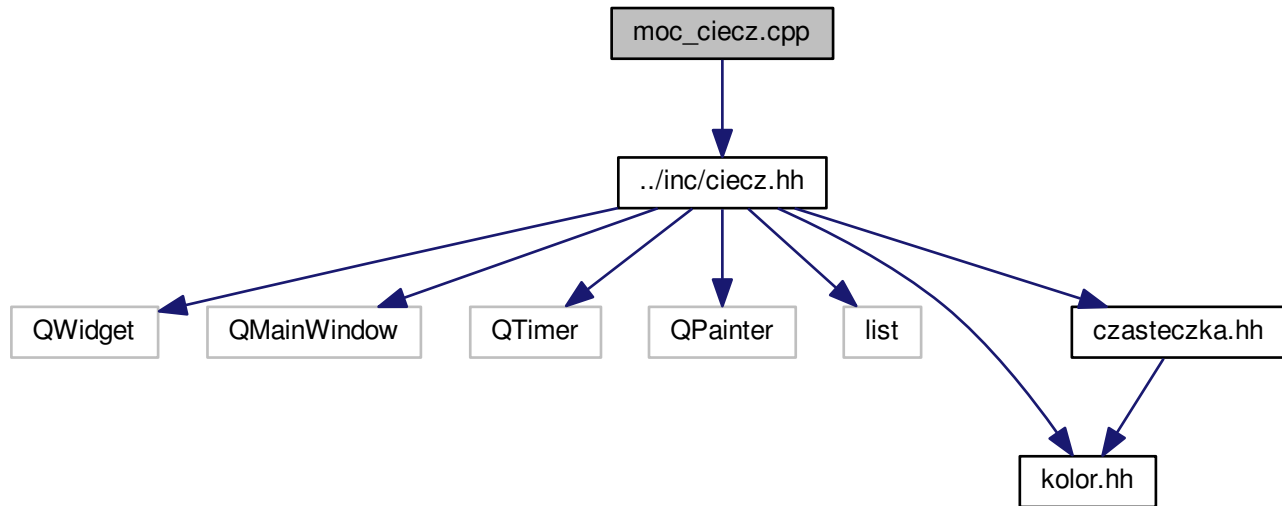 moc_ciecz.cpp
../inc/ciecz.hh
QWidget
QMainWindow
QTimer
QPainter
list
czasteczka.hh
kolor.hh